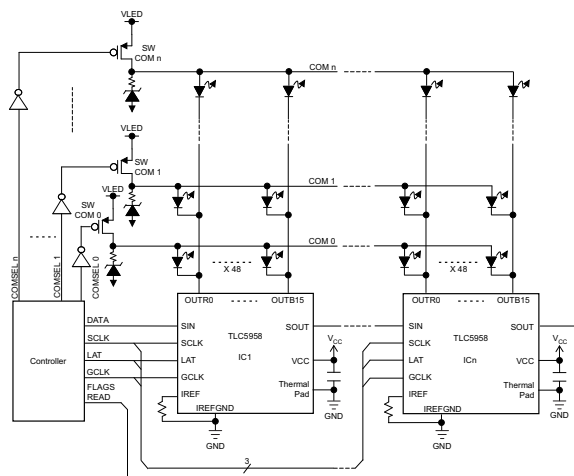 VLED
SW
COM n
COM n
VLED
SW
COM 1
COM 1
VLED
SW
COM 0
COM 0
COMSEL n
COMSEL 1
COMSEL 0
X 48
X 48
OUTR0
OUTB15
OUTR0
OUTB15
Controller
DATA
SCLK
LAT
GCLK
FLAGS
READ
SIN
SCLK
LAT
GCLK
IREF
IREFGND
TLC5958
IC1
SOUT
VCC
Thermal
Pad
VCC
GND
GND
3
SIN
SCLK
LAT
GCLK
IREF
IREFGND
TLC5958
ICn
SOUT
VCC
Thermal
Pad
VCC
GND
GND